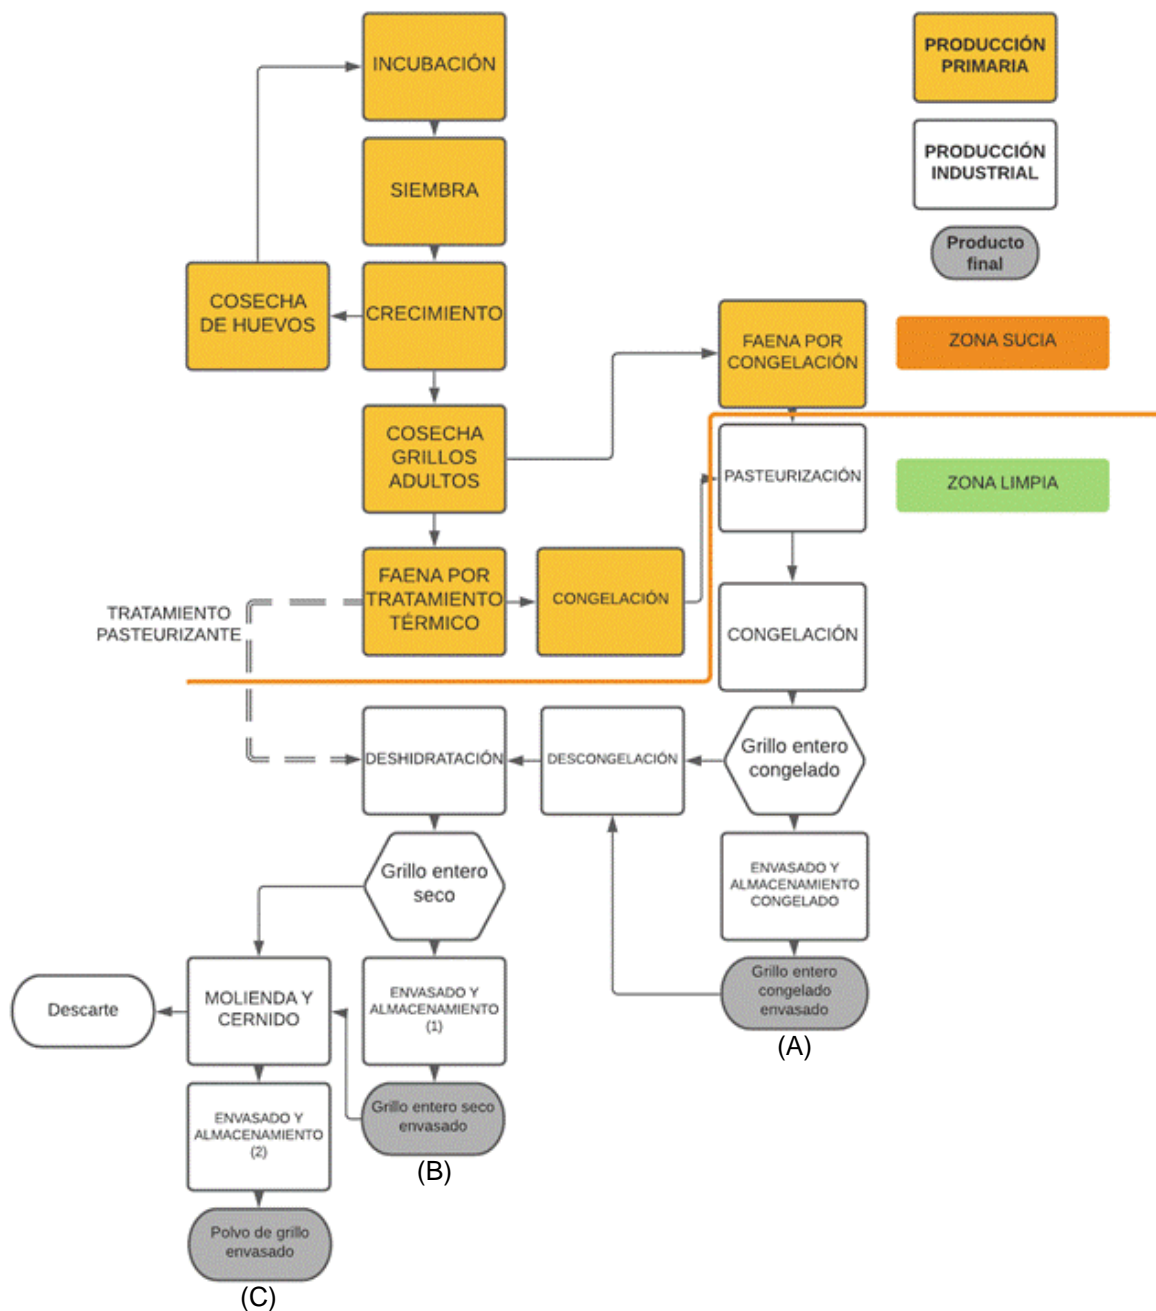 INCUBACIÓN
PRODUCCIÓN
PRIMARIA
PRODUCCIÓN
INDUSTRIAL
SIEMBRA
Producto
final
COSECHA
DE HUEVOS
CRECIMIENTO
FAENA POR
CONGELACIÓN
ZONA SUCIA
COSECHA
GRILLOS
ADULTOS
PASTEURIZACIÓN
ZONA LIMPIA
TRATAMIENTO
PASTEURIZANTE
FAENA POR
TRATAMIENTO
TÉRMICO
CONGELACIÓN
CONGELACIÓN
DESHIDRATACIÓN
DESCONGELACIÓN
Grillo entero
congelado
Grillo entero
seco
ENVASADO Y
ALMACENAMIENTO
CONGELADO
Descarte
MOLIENDA Y
CERNIDO
ENVASADO Y
ALMACENAMIENTO
(1)
Grillo entero
congelado
envasado
(A)
ENVASADO Y
ALMACENAMIENTO
(2)
Grillo entero seco
envasado
(B)
Polvo de grillo
envasado
(C)